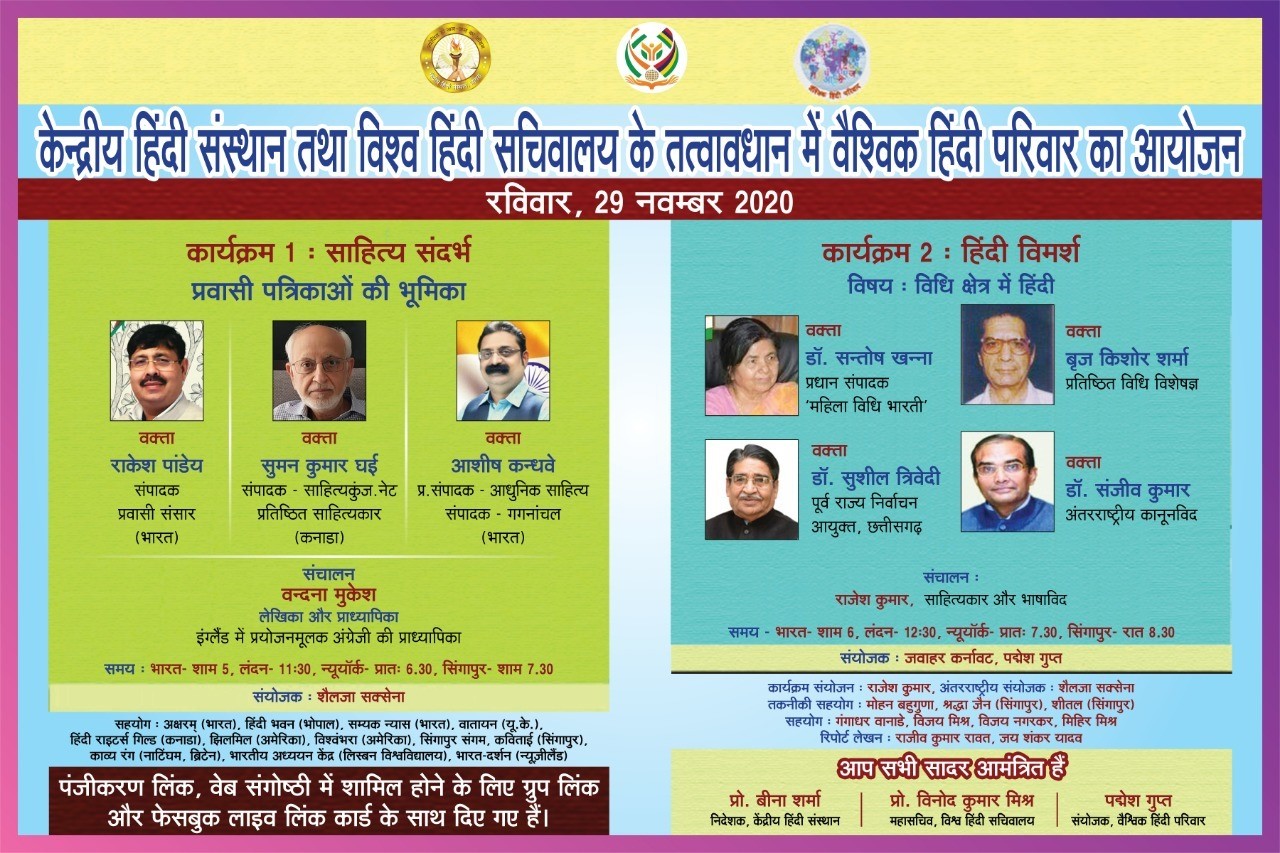 केन्द्रीय हिंदी संस्थान तथा विश्व हिंदी सचिवालय के तत्वावधान में वैश्विक हिंदी परिवार का आयोजन
रविवार, 29 नवम्बर 2020
कार्यक्रम 1 : साहित्य संदर्भ
प्रवासी पत्रिकाओं की भूमिका
वक्ता
राकेश पांडेय
संपादक
प्रवासी संसार
(भारत)
वक्ता
सुमन कुमार घई
संपादक - साहित्यकुंज.नेट
प्रतिष्ठित साहित्यकार
(कनाडा)
वक्ता
आशीष कन्धवे
प्र.संपादक - आधुनिक साहित्य
संपादक - गगनांचल
(भारत)
संचालन
वन्दना मुकेश
लेखिका और प्राध्यापिका
इंग्लैंड में प्रयोजनमूलक अंग्रेजी की प्राध्यापिका
समय : भारत- शाम 5, लंदन- 11:30, न्यूयॉर्क- प्रातः 6.30, सिंगापुर- शाम 7.30
संयोजक : शैलजा सक्सेना
सहयोग : अक्षरम् (भारत), हिंदी भवन (भोपाल), सम्यक न्यास (भारत), वातायन (यू.के.),
हिंदी राइटर्स गिल्ड (कनाडा), झिलमिल (अमेरिका), विश्वंभरा (अमेरिका), सिंगापुर संगम, कविताई (सिंगापुर),
काव्य रंग (नाटिंघम, ब्रिटेन), भारतीय अध्ययन केंद्र (लिस्बन विश्वविद्यालय), भारत-दर्शन (न्यूज़ीलैंड)
पंजीकरण लिंक, वेब संगोष्ठी में शामिल होने के लिए ग्रुप लिंक
और फेसबुक लाइव लिंक कार्ड के साथ दिए गए हैं।
कार्यक्रम 2 : हिंदी विमर्श
विषय : विधि क्षेत्र में हिंदी
वक्ता
डॉ. सन्तोष खन्ना
प्रधान संपादक
‘महिला विधि भारती’
वक्ता
बृज किशोर शर्मा
प्रतिष्ठित विधि विशेषज्ञ
वक्ता
डॉ. सुशील त्रिवेदी
पूर्व राज्य निर्वाचन
आयुक्त, छत्तीसगढ़
वक्ता
डॉ. संजीव कुमार
अंतरराष्ट्रीय कानूनविद
संचालन :
राजेश कुमार, साहित्यकार और भाषाविद
समय - भारत- शाम 6, लंदन- 12:30, न्यूयॉर्क- प्रातः 7.30, सिंगापुर- रात 8.30
संयोजक : जवाहर कर्नावट, पद्मेश गुप्त
कार्यक्रम संयोजन : राजेश कुमार, अंतरराष्ट्रीय संयोजक : शैलजा सक्सेना
तकनीकी सहयोग : मोहन बहुगुणा, श्रद्धा जैन (सिंगापुर), शीतल (सिंगापुर)
सहयोग : गंगाधर वानाडे, विजय मिश्र, विजय नगरकर, मिहिर मिश्र
रिपोर्ट लेखन : राजीव कुमार रावत, जय शंकर यादव
आप सभी सादर आमंत्रित हैं
प्रो. बीना शर्मा
निदेशक, केंद्रीय हिंदी संस्थान
प्रो. विनोद कुमार मिश्र
महासचिव, विश्व हिंदी सचिवालय
पद्मेश गुप्त
संयोजक, वैश्विक हिंदी परिवार